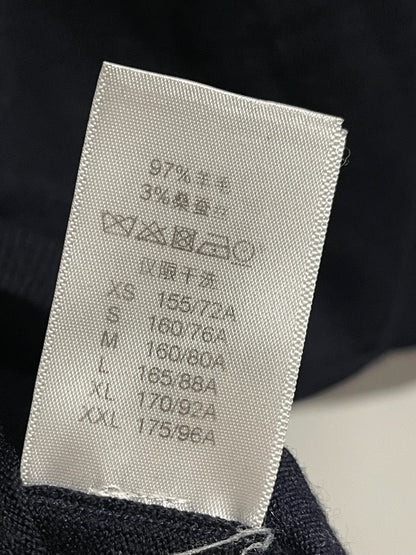 97%羊毛
3%桑蚕丝
仅限干洗
XS 155/72A
S 160/76A
M 160/80A
L 165/88A
XL 170/92A
XXL 175/96A